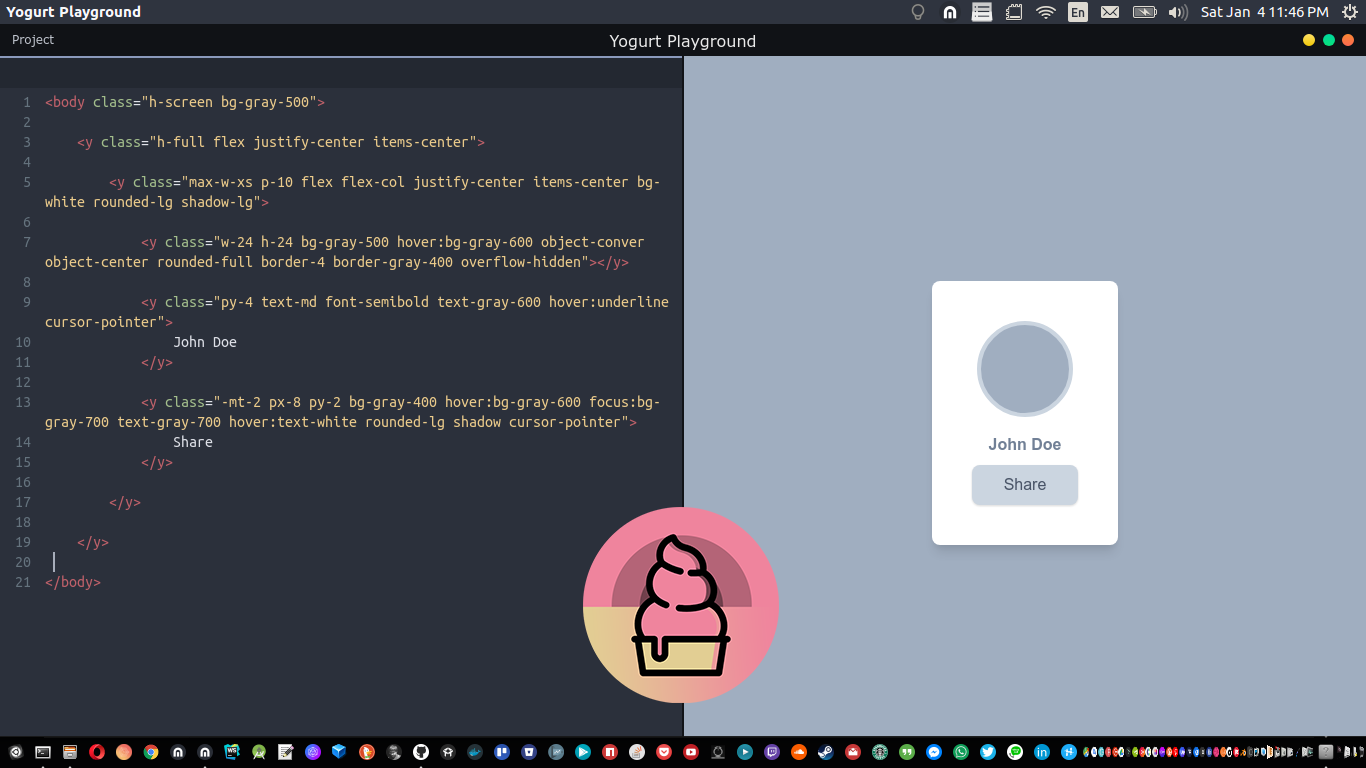 Yogurt Playground
En
Sat Jan 4 11:46 PM
Project
Yogurt Playground
1 <body class="h-screen bg-gray-500">
2
3 <y class="h-full flex justify-center items-center">
4
5 <y class="max-w-xs p-10 flex flex-col justify-center items-center bg-
white rounded-lg shadow-lg">
6
7 <y class="w-24 h-24 bg-gray-500 hover:bg-gray-600 object-conver
object-center rounded-full border-4 border-gray-400 overflow-hidden"></y>
8
9 <y class="py-4 text-md font-semibold text-gray-600 hover:underline
cursor-pointer">
10 John Doe
11 </y>
12
13 <y class="-mt-2 px-8 py-2 bg-gray-400 hover:bg-gray-600 focus:bg-
gray-700 text-gray-700 hover:text-white rounded-lg shadow cursor-pointer">
14 Share
15 </y>
16
17 </y>
18
19 </y>
20
21 </body>
John Doe
Share